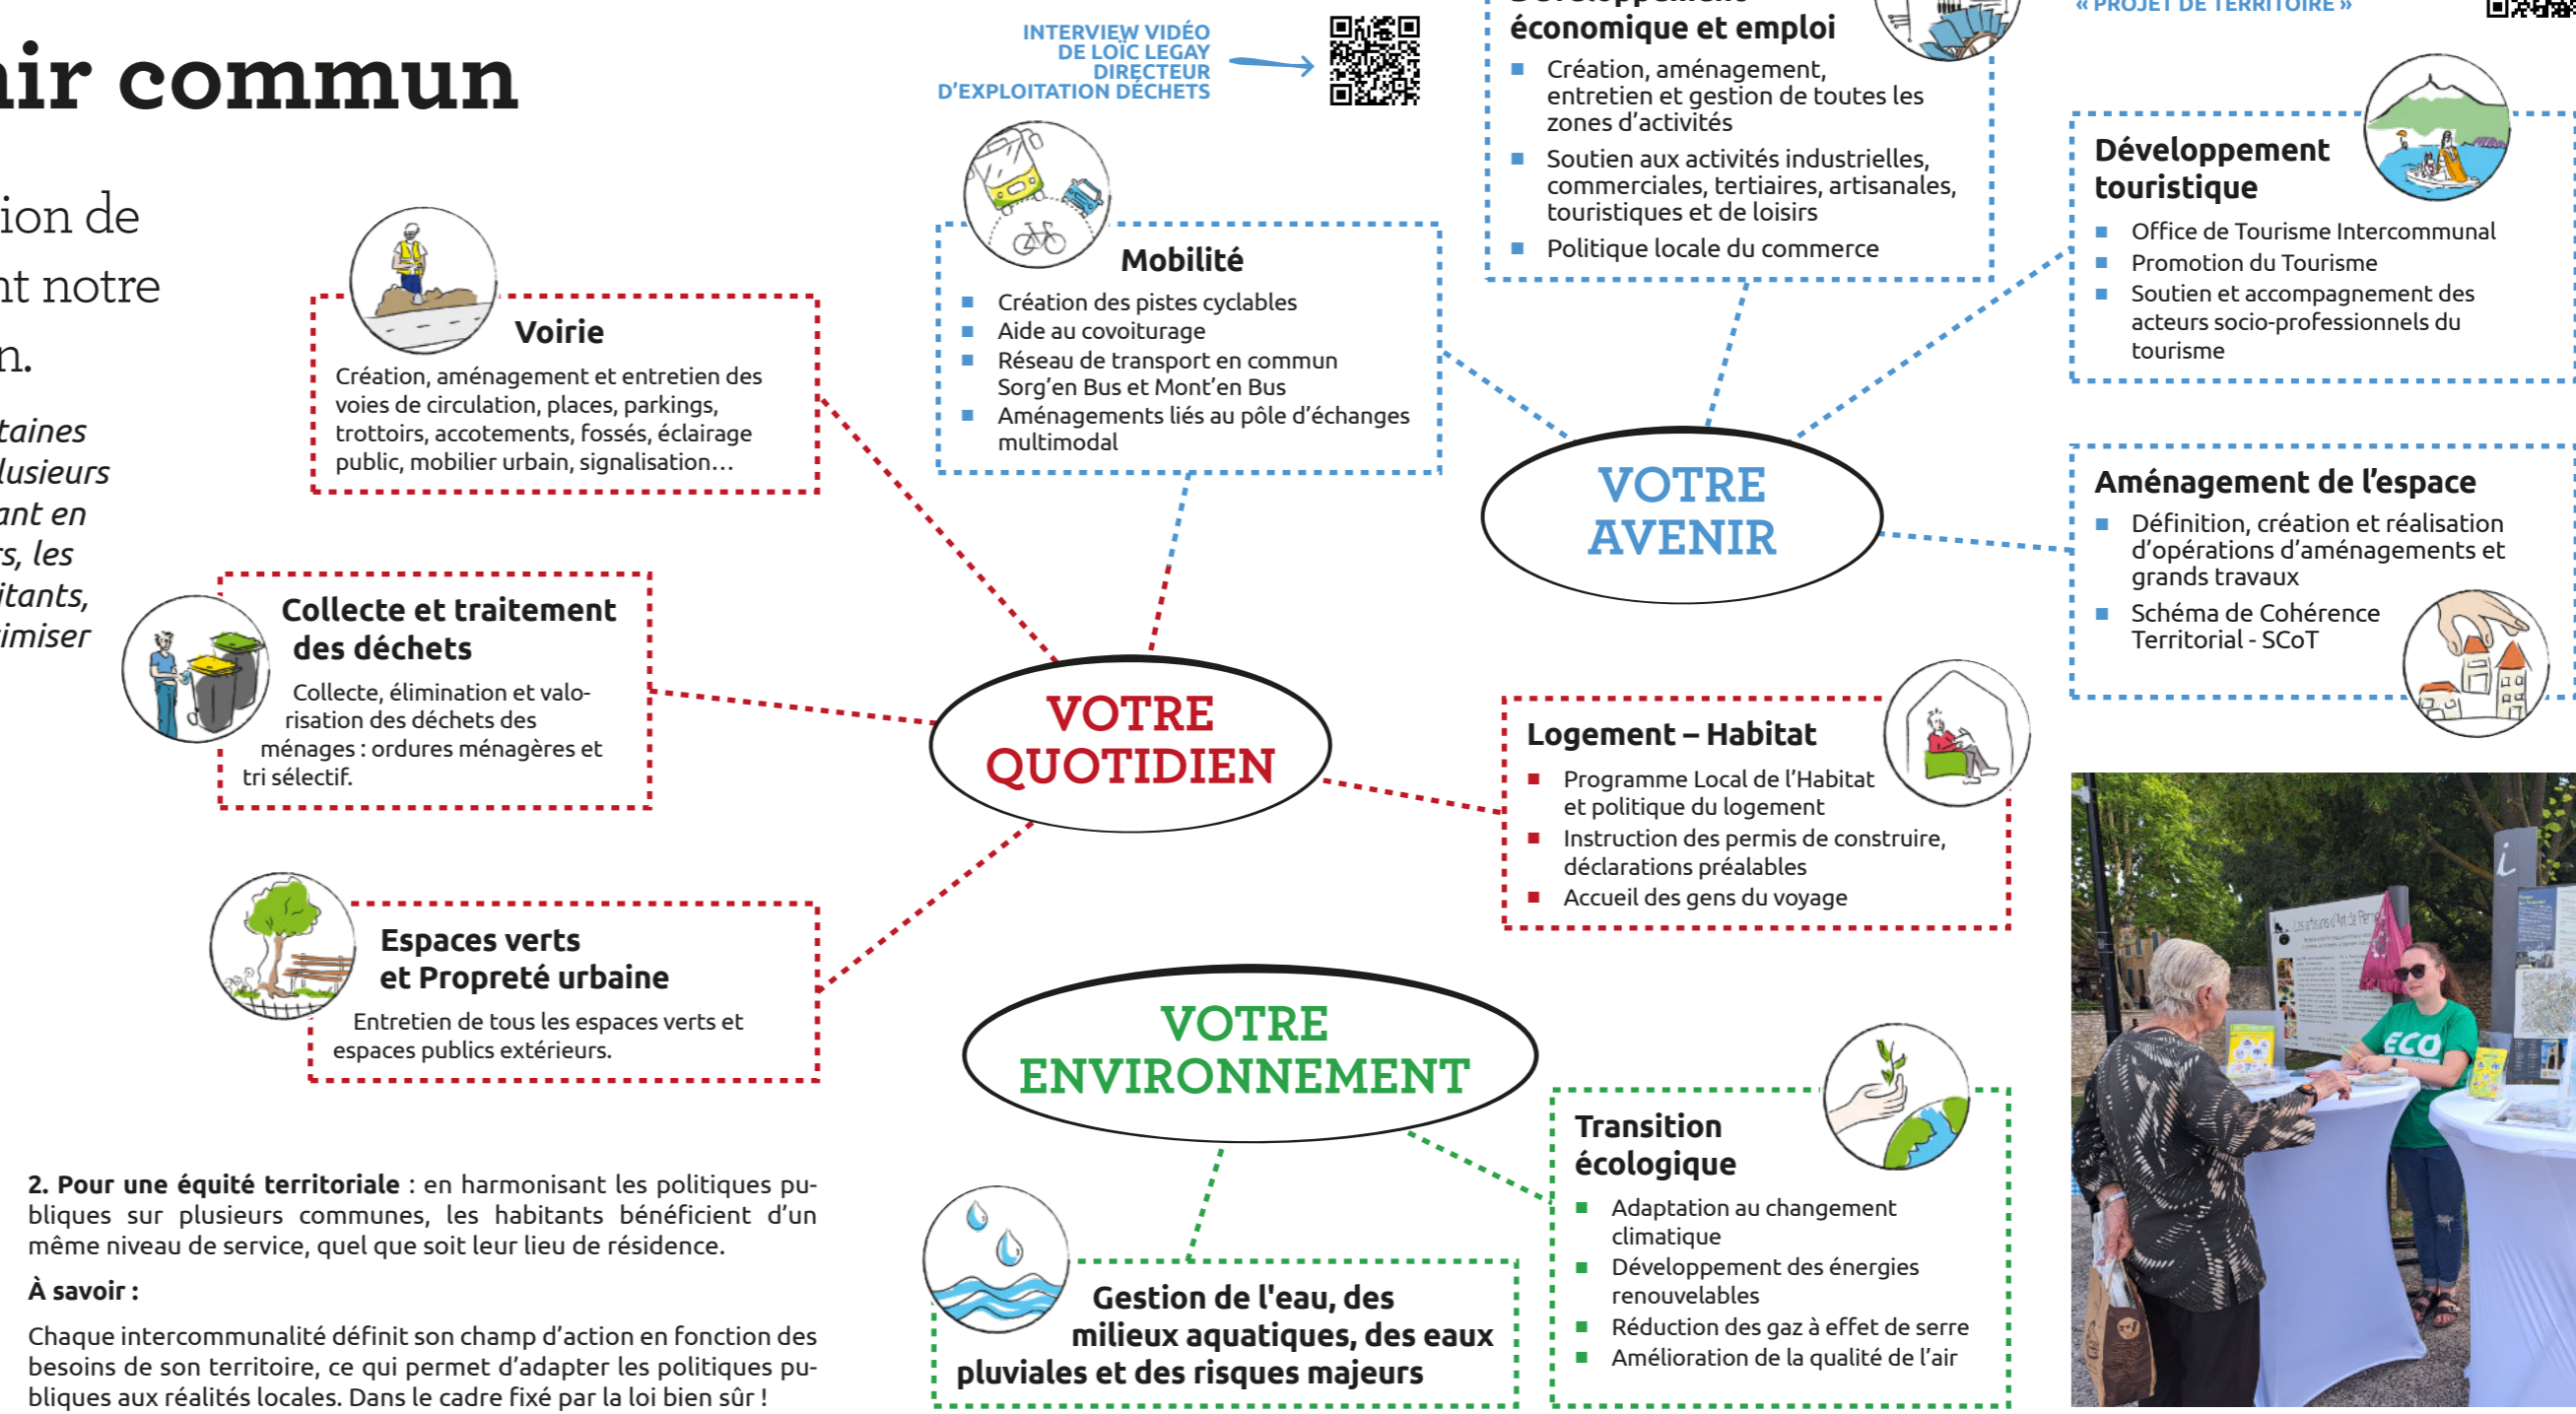 INTERVIEW VIDÉO
DE LOÏC LEGAY
DIRECTEUR
D'EXPLOITATION DÉCHETS
économique et emploi
« PROJET DE TERRITOIRE »
commun
ion de
notre
n.
lusieurs
ant en
les
Voirie
Création, aménagement et entretien des
voies de circulation, places, parkings,
trottoirs, accotements, fossés, éclairage
public, mobilier urbain, signalisation…
Collecte et traitement
des déchets
Collecte, élimination et valo-
risation des déchets des
ménages : ordures ménagères et
tri sélectif.
Espaces verts
et Propreté urbaine
Entretien de tous les espaces verts et
espaces publics extérieurs.
2. Pour une équité territoriale : en harmonisant les politiques pu-
bliques sur plusieurs communes, les habitants bénéficient d'un
même niveau de service, quel que soit leur lieu de résidence.
À savoir :
Chaque intercommunalité définit son champ d'action en fonction des
besoins de son territoire, ce qui permet d'adapter les politiques pu-
bliques aux réalités locales. Dans le cadre fixé par la loi bien sûr !
Mobilité
■ Création des pistes cyclables
■ Aide au covoiturage
■ Réseau de transport en commun
Sorg'en Bus et Mont'en Bus
■ Aménagements liés au pôle d'échanges
multimodal
■ Création, aménagement,
entretien et gestion de toutes les
zones d'activités
■ Soutien aux activités industrielles,
commerciales, tertiaires, artisanales,
touristiques et de loisirs
■ Politique locale du commerce
Développement
touristique
■ Office de Tourisme Intercommunal
■ Promotion du Tourisme
■ Soutien et accompagnement des
acteurs socio-professionnels du
tourisme
VOTRE
AVENIR
Aménagement de l'espace
■ Définition, création et réalisation
d'opérations d'aménagements et
grands travaux
■ Schéma de Cohérence
Territorial - SCoT
VOTRE
QUOTIDIEN
Logement – Habitat
■ Programme Local de l'Habitat
et politique du logement
■ Instruction des permis de construire,
déclarations préalables
■ Accueil des gens du voyage
VOTRE
ENVIRONNEMENT
Gestion de l'eau, des
milieux aquatiques, des eaux
pluviales et des risques majeurs
Transition
écologique
■ Adaptation au changement
climatique
■ Développement des énergies
renouvelables
■ Réduction des gaz à effet de serre
■ Amélioration de la qualité de l'air
i
ECO